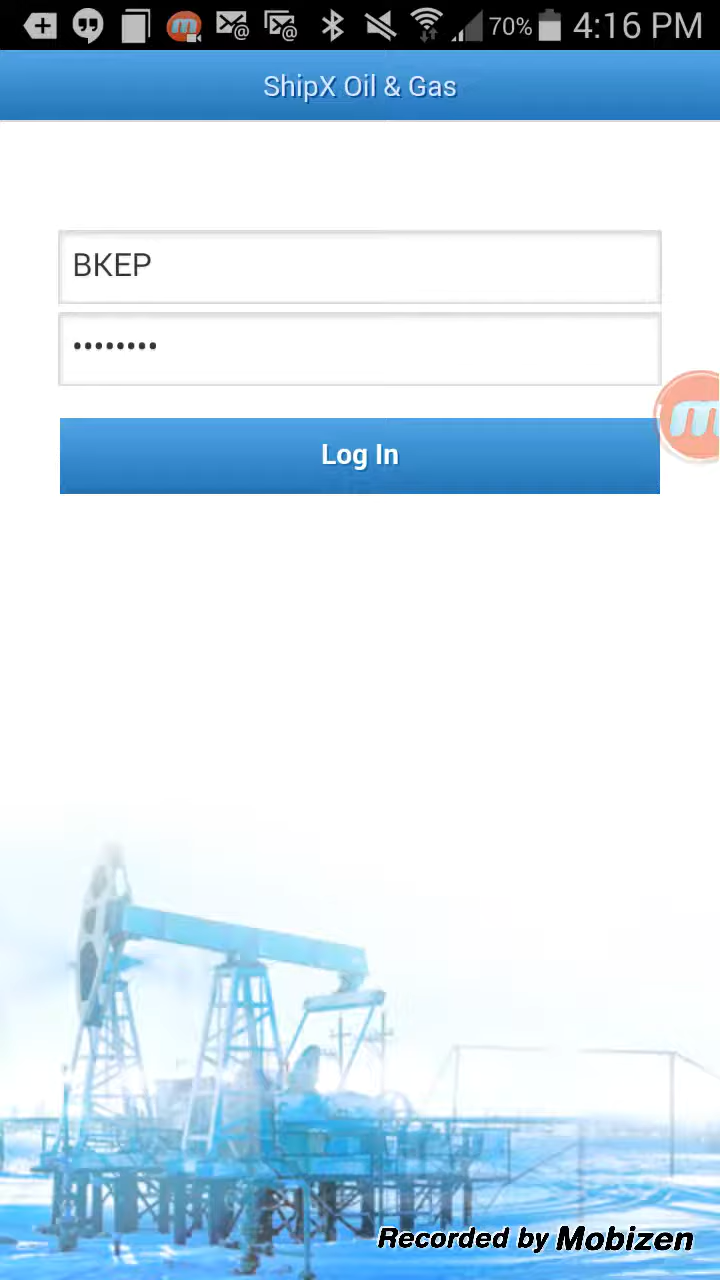 70% 4:16 PM
ShipX Oil & Gas
BKEP
••••••••
m
Log In
Recorded by Mobizen